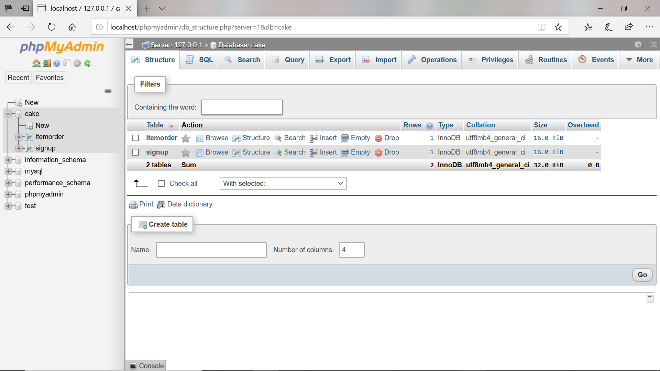 localhost / 127.0.0.1 / ca
localhost/phpmyadmin/db_structure.php?server=1&db=cake
phpMyAdmin
Recent Favorites
New
cake
New
itemorder
signup
information_schema
mysql
performance_schema
phpmyadmin
test
Server: 127.0.0.1 » Database: cake
Structure SQL Search Query Export Import Operations Privileges Routines Events More
Filters
Containing the word:
Table Action Rows Type Collation Size Overhead
itemorder Browse Structure Search Insert Empty Drop 1 InnoDB utf8mb4_general_ci 16.0 KiB -
signup Browse Structure Search Insert Empty Drop 1 InnoDB utf8mb4_general_ci 16.0 KiB -
2 tables Sum 2 InnoDB utf8mb4_general_ci 32.0 KiB 0 B
Check all With selected:
Print Data dictionary
Create table
Name: Number of columns: 4
Go
Console